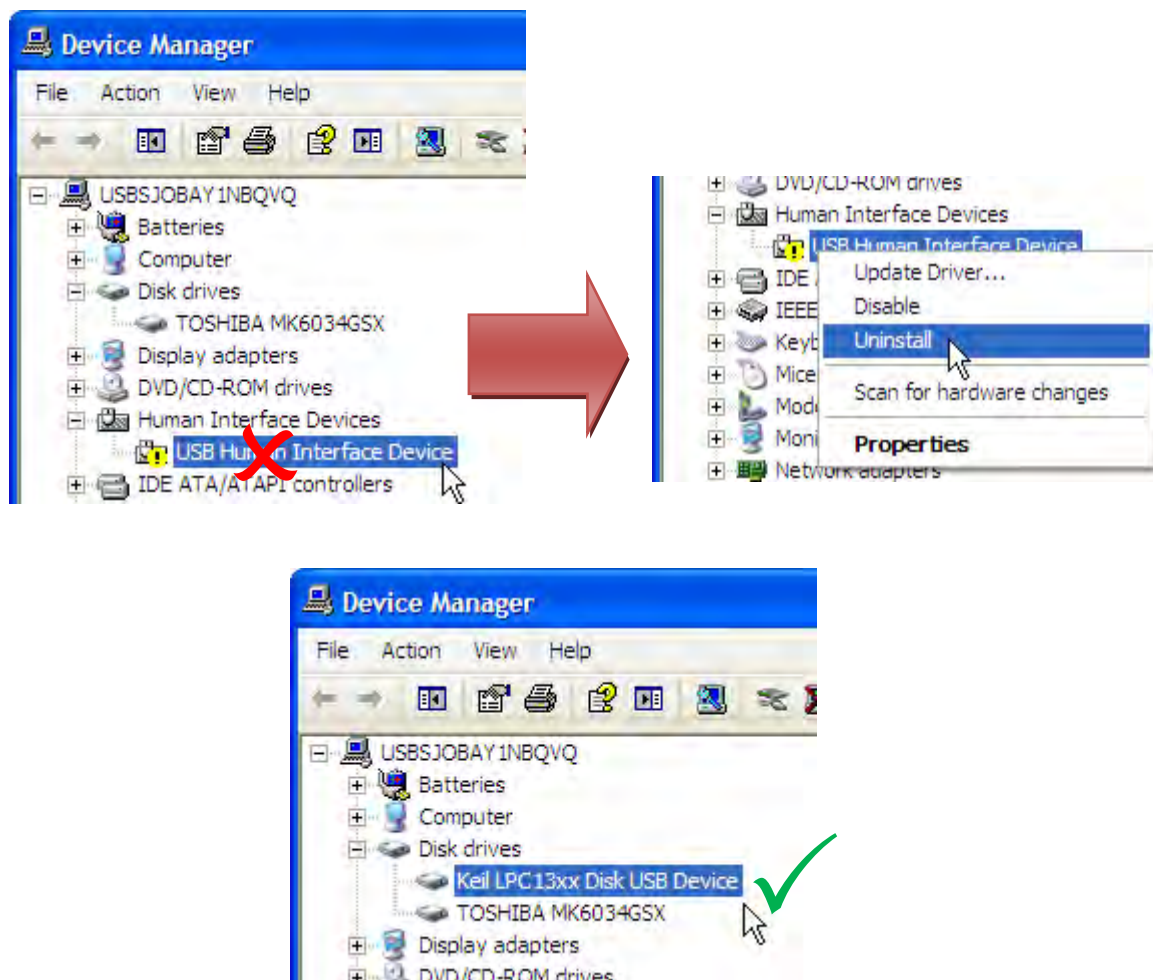 Device Manager
File Action View Help
USBSJOBAY1NBQVQ
Batteries
Computer
Disk drives
TOSHIBA MK6034GSX
Display adapters
DVD/CD-ROM drives
Human Interface Devices
USB Human Interface Device
IDE ATA/ATAPI controllers
DVD/CD-ROM drives
Human Interface Devices
USB Human Interface Device
IDE
IEEE
Update Driver...
Disable
Uninstall
Scan for hardware changes
Properties
Keyb
Mice
Mod
Moni
Network adapters
Device Manager
File Action View Help
USBSJOBAY1NBQVQ
Batteries
Computer
Disk drives
Keil LPC13xx Disk USB Device
TOSHIBA MK6034GSX
Display adapters
DVD/CD-ROM drives